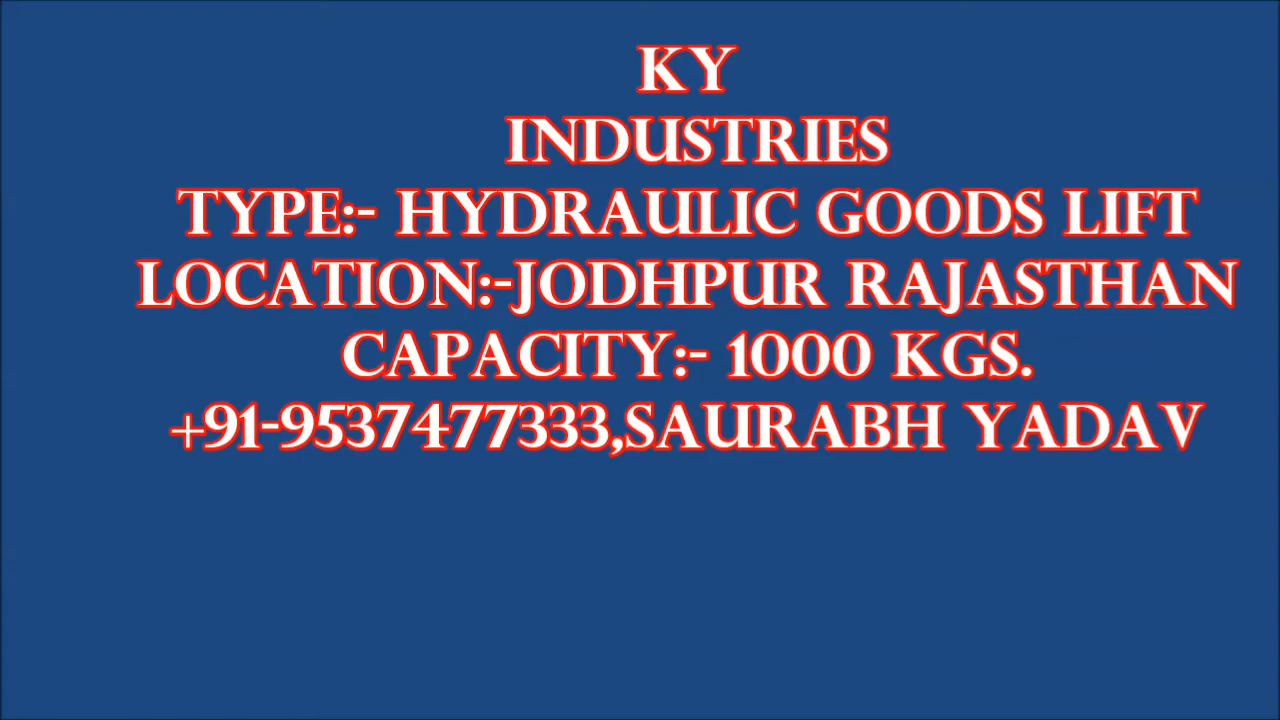 KY
INDUSTRIES
TYPE:- HYDRAULIC GOODS LIFT
LOCATION:-JODHPUR RAJASTHAN
CAPACITY:- 1000 KGS.
+91-9537477333,SAURABH YADAV